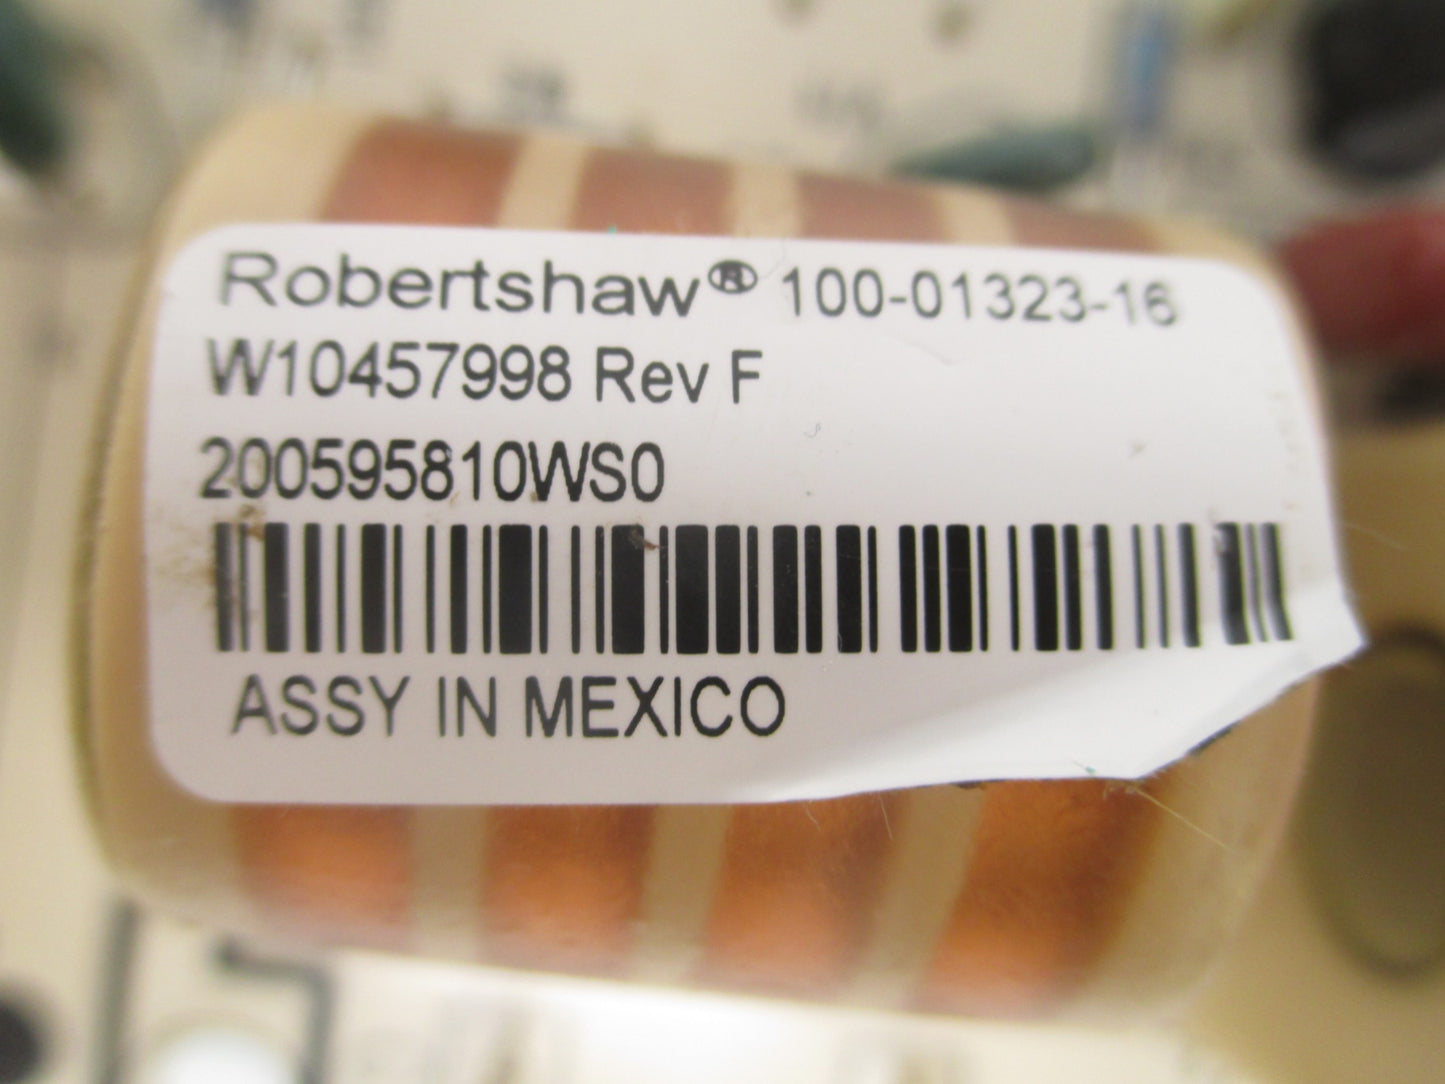 Robertshaw® 100-01323-16
W10457998 Rev F
200595810WS0
ASSY IN MEXICO